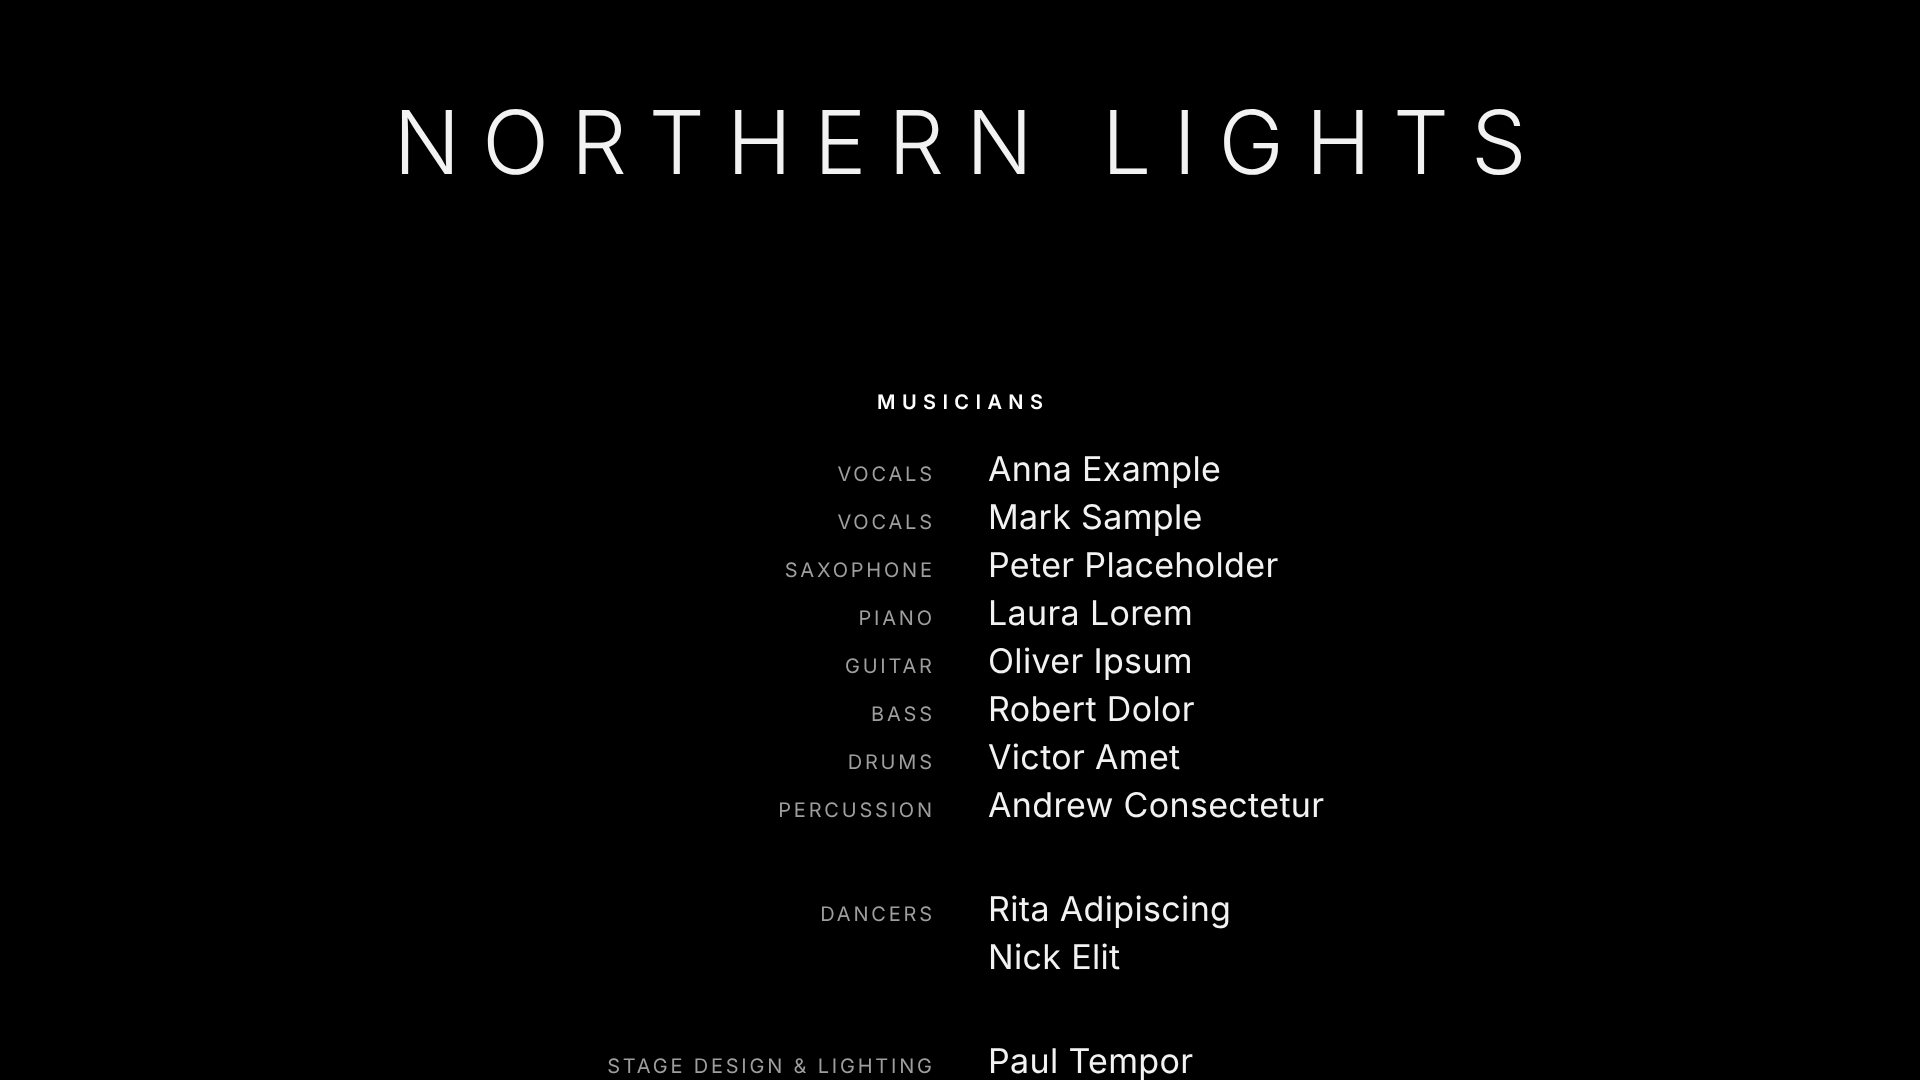 NORTHERN LIGHTS
MUSICIANS
VOCALS Anna Example
VOCALS Mark Sample
SAXOPHONE Peter Placeholder
PIANO Laura Lorem
GUITAR Oliver Ipsum
BASS Robert Dolor
DRUMS Victor Amet
PERCUSSION Andrew Consectetur
DANCERS Rita Adipiscing
Nick Elit
STAGE DESIGN & LIGHTING Paul Tempor